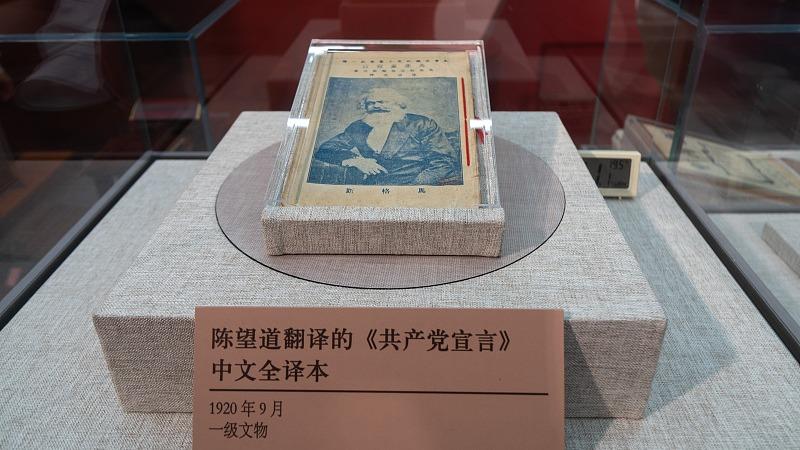 斯格馬
陈望道翻译的《共产党宣言》
中文全译本
1920年9月
一级文物